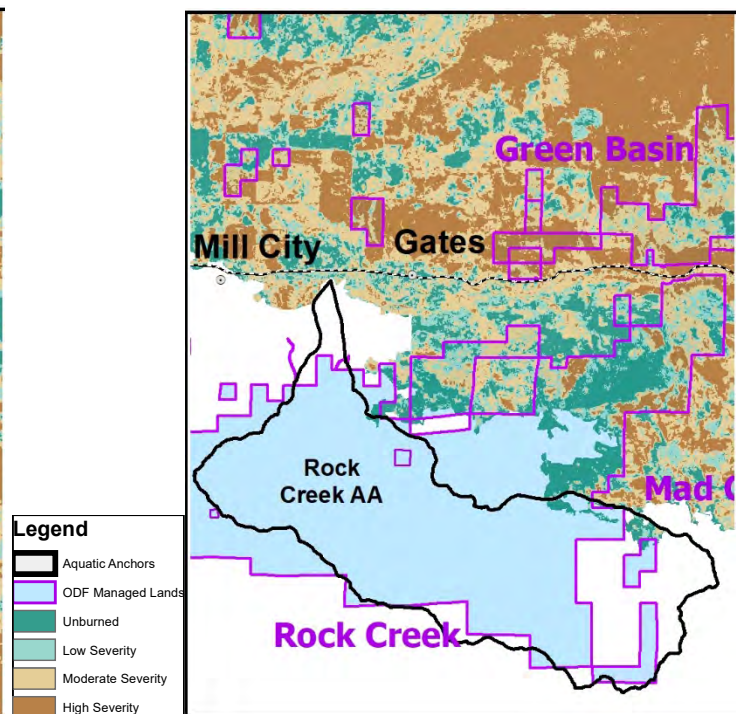 Green Basin
Mill City
Gates
Rock
Creek AA
Mad C
Rock Creek
Legend
Aquatic Anchors
ODF Managed Lands
Unburned
Low Severity
Moderate Severity
High Severity